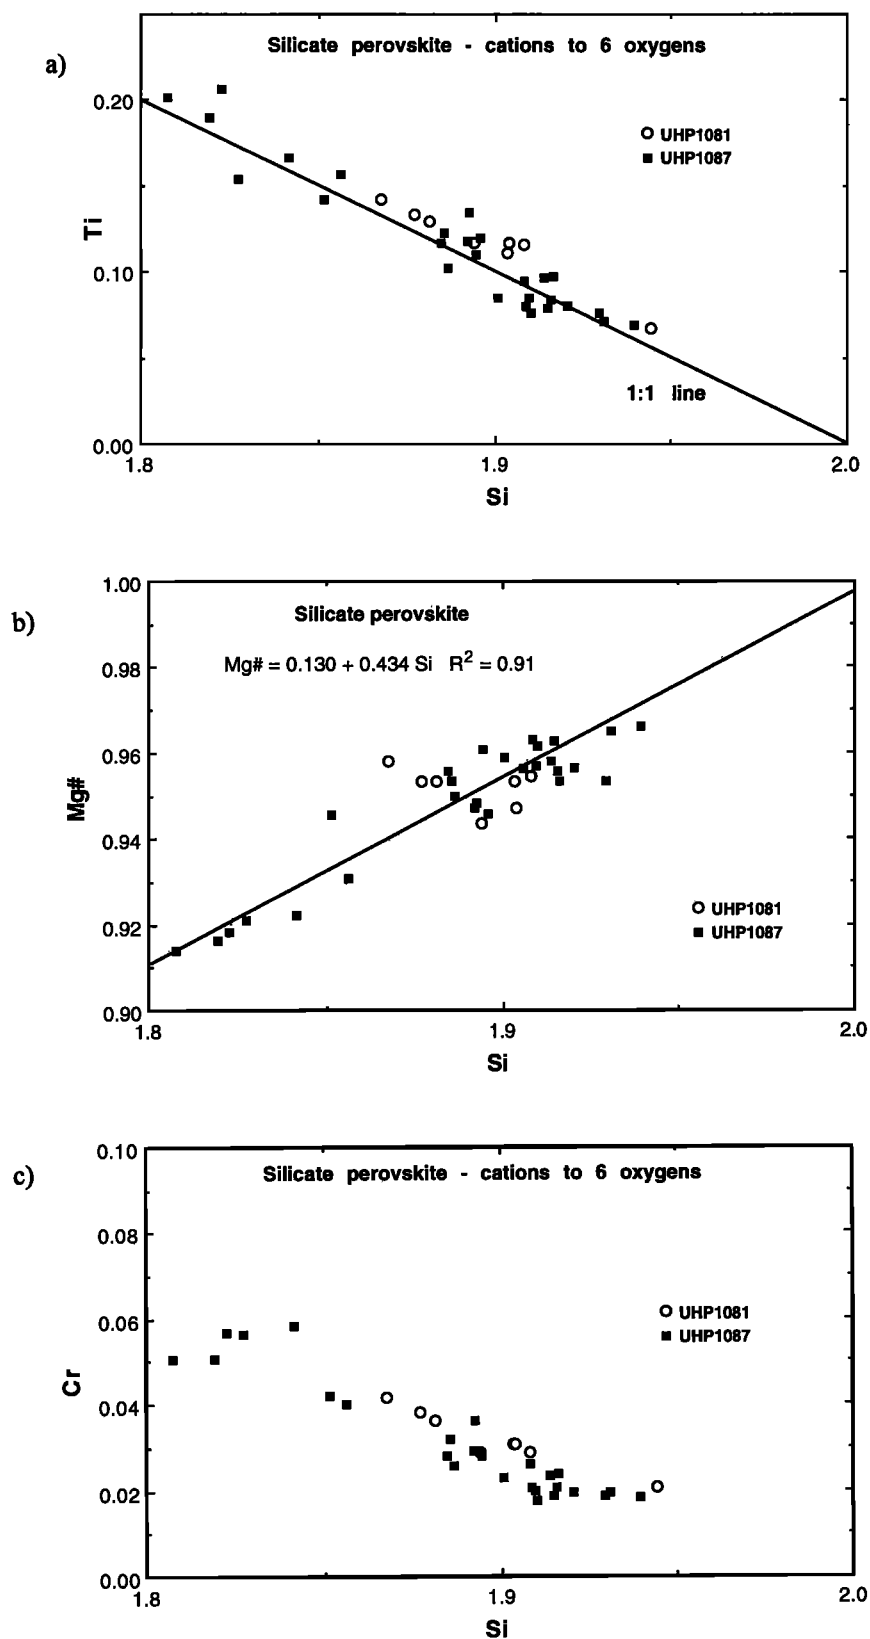 a)
Silicate perovskite - cations to 6 oxygens
UHP1081
UHP1087
0.20
0.10
0.00
Ti
1:1 line
1.8
1.9
2.0
Si
b)
1.00
Silicate perovskite
Mg# = 0.130 + 0.434 Si R² = 0.91
0.98
0.96
0.94
0.92
0.90
Mg#
UHP1081
UHP1087
1.8
1.9
2.0
Si
c)
0.10
Silicate perovskite - cations to 6 oxygens
0.08
0.06
0.04
0.02
0.00
Cr
UHP1081
UHP1087
1.8
1.9
2.0
Si